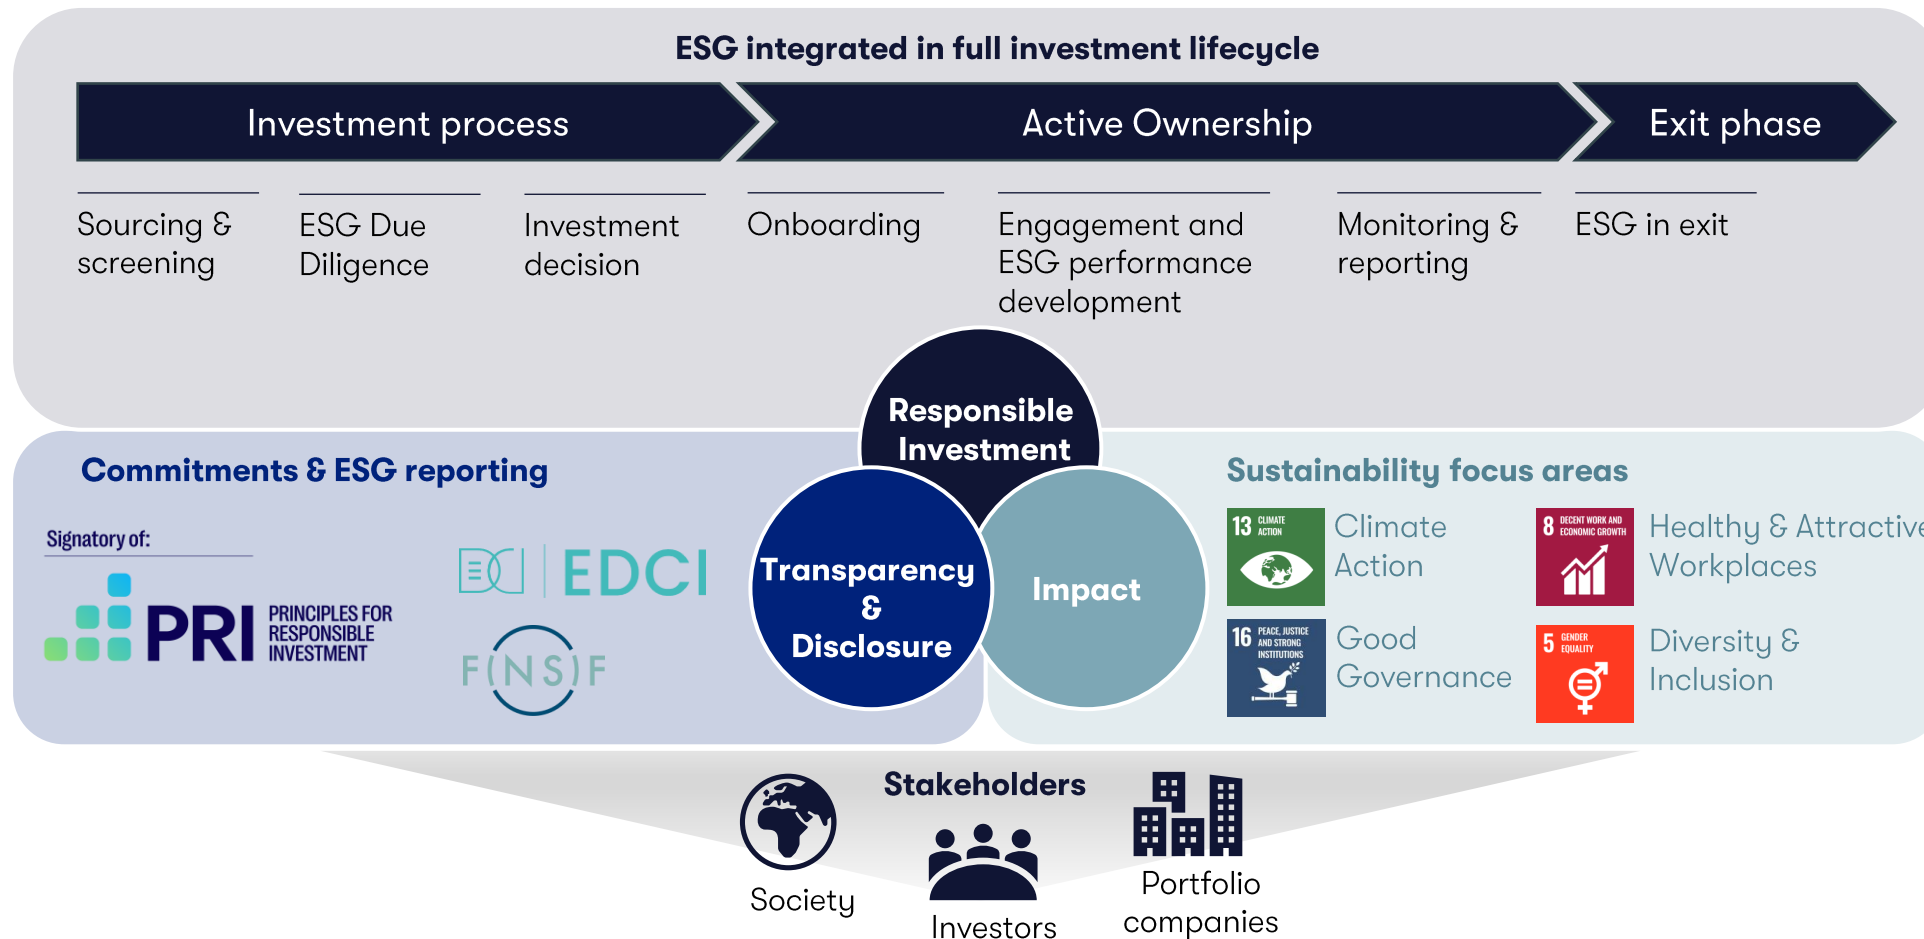 ESG integrated in full investment lifecycle
Investment process
Active Ownership
Exit phase
Sourcing &
screening
ESG Due
Diligence
Investment
decision
Onboarding
Engagement and
ESG performance
development
Monitoring &
reporting
ESG in exit
Responsible
Investment
Transparency
&
Disclosure
Impact
Commitments & ESG reporting
Signatory of:
PRI
PRINCIPLES FOR
RESPONSIBLE
INVESTMENT
DCI | EDCI
F(NS)F
Sustainability focus areas
13 CLIMATE
ACTION
Climate
Action
8 DECENT WORK AND
ECONOMIC GROWTH
Healthy & Attractive
Workplaces
16 PEACE, JUSTICE
AND STRONG
INSTITUTIONS
Good
Governance
5 GENDER
EQUALITY
Diversity &
Inclusion
Stakeholders
Society
Investors
Portfolio
companies